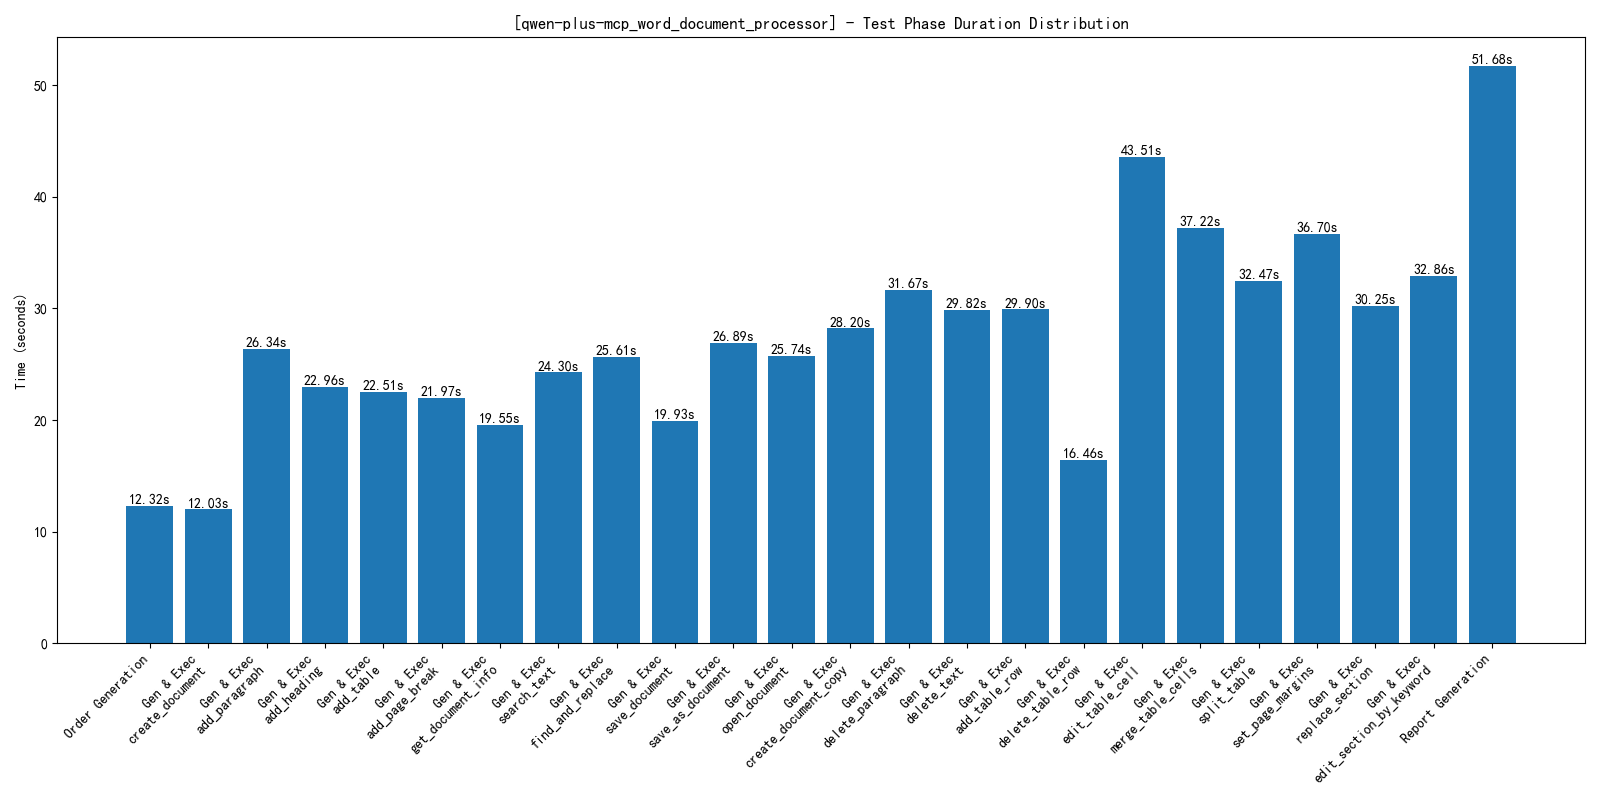 [qwen-plus-mcp_word_document_processor] - Test Phase Duration Distribution
Time (seconds)
50
40
30
20
10
0
12.32s
12.03s
26.34s
22.96s
22.51s
21.97s
19.55s
24.30s
25.61s
19.93s
26.89s
25.74s
28.20s
31.67s
29.82s
29.90s
16.46s
43.51s
37.22s
32.47s
36.70s
30.25s
32.86s
51.68s
Order Generation
Gen & Exec
create_document
Gen & Exec
add_paragraph
Gen & Exec
add_heading
Gen & Exec
add_table
Gen & Exec
add_page_break
Gen & Exec
get_document_info
Gen & Exec
search_text
Gen & Exec
find_and_replace
Gen & Exec
save_document
Gen & Exec
save_as_document
Gen & Exec
open_document
Gen & Exec
create_document_copy
Gen & Exec
delete_paragraph
Gen & Exec
delete_text
Gen & Exec
add_table_row
Gen & Exec
delete_table_row
Gen & Exec
edit_table_cell
Gen & Exec
merge_table_cells
Gen & Exec
split_table
Gen & Exec
set_page_margins
Gen & Exec
replace_section
Gen & Exec
edit_section_by_keyword
Report Generation